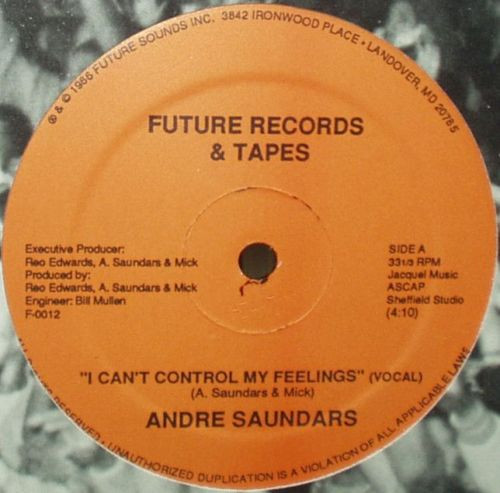 ℗ & © 1986 FUTURE SOUNDS INC. 3842 IRONWOOD PLACE • LANDOVER, MD 20785
FUTURE RECORDS
& TAPES
Executive Producer:
Reo Edwards, A. Saundars & Mick
Produced by:
Reo Edwards, A. Saundars & Mick
Engineer: Bill Mullen
F-0012
SIDE A
33 1/3 RPM
Jacquel Music
ASCAP
Sheffield Studio
(4:10)
"I CAN'T CONTROL MY FEELINGS" (VOCAL)
(A. Saundars & Mick)
ANDRE SAUNDARS
RESERVED • UNAUTHORIZED DUPLICATION IS A VIOLATION OF ALL APPLICABLE LAWS